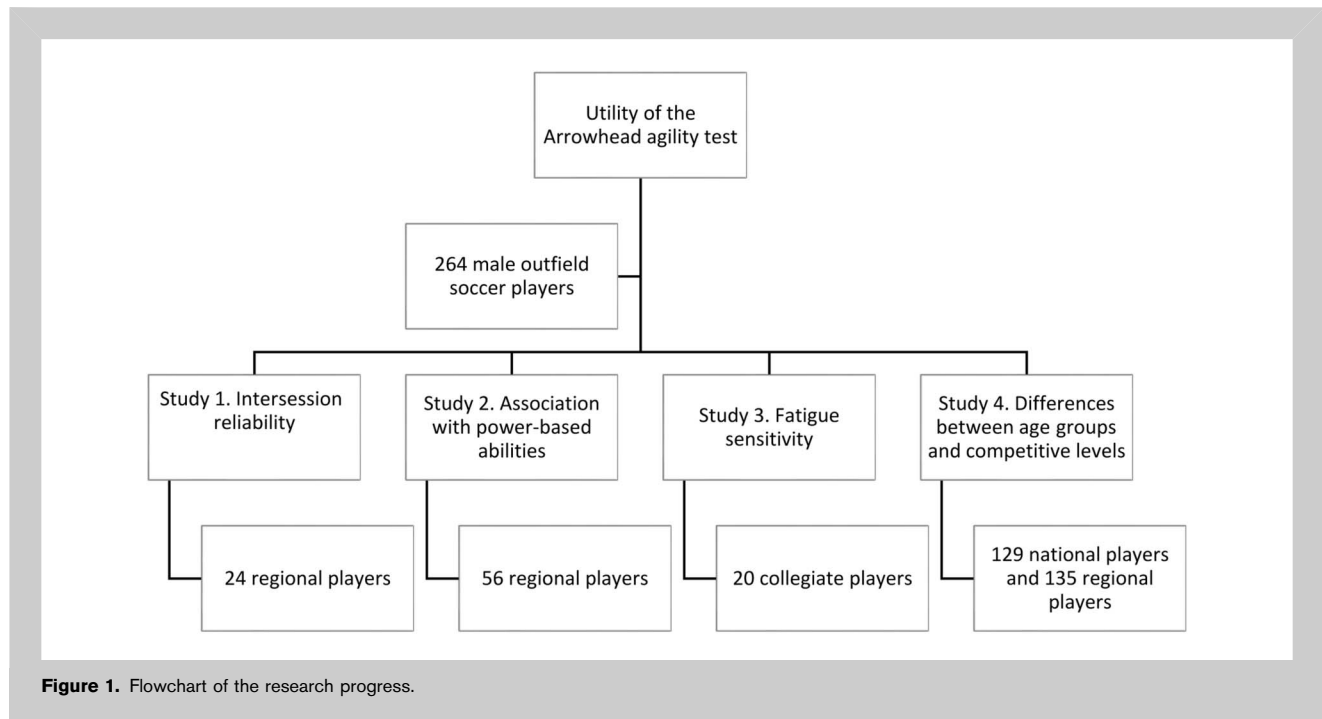 Utility of the
Arrowhead agility test
264 male outfield
soccer players
Study 1. Intersession
reliability
Study 2. Association
with power-based
abilities
Study 3. Fatigue
sensitivity
Study 4. Differences
between age groups
and competitive levels
24 regional players
56 regional players
20 collegiate players
129 national players
and 135 regional
players
Figure 1. Flowchart of the research progress.